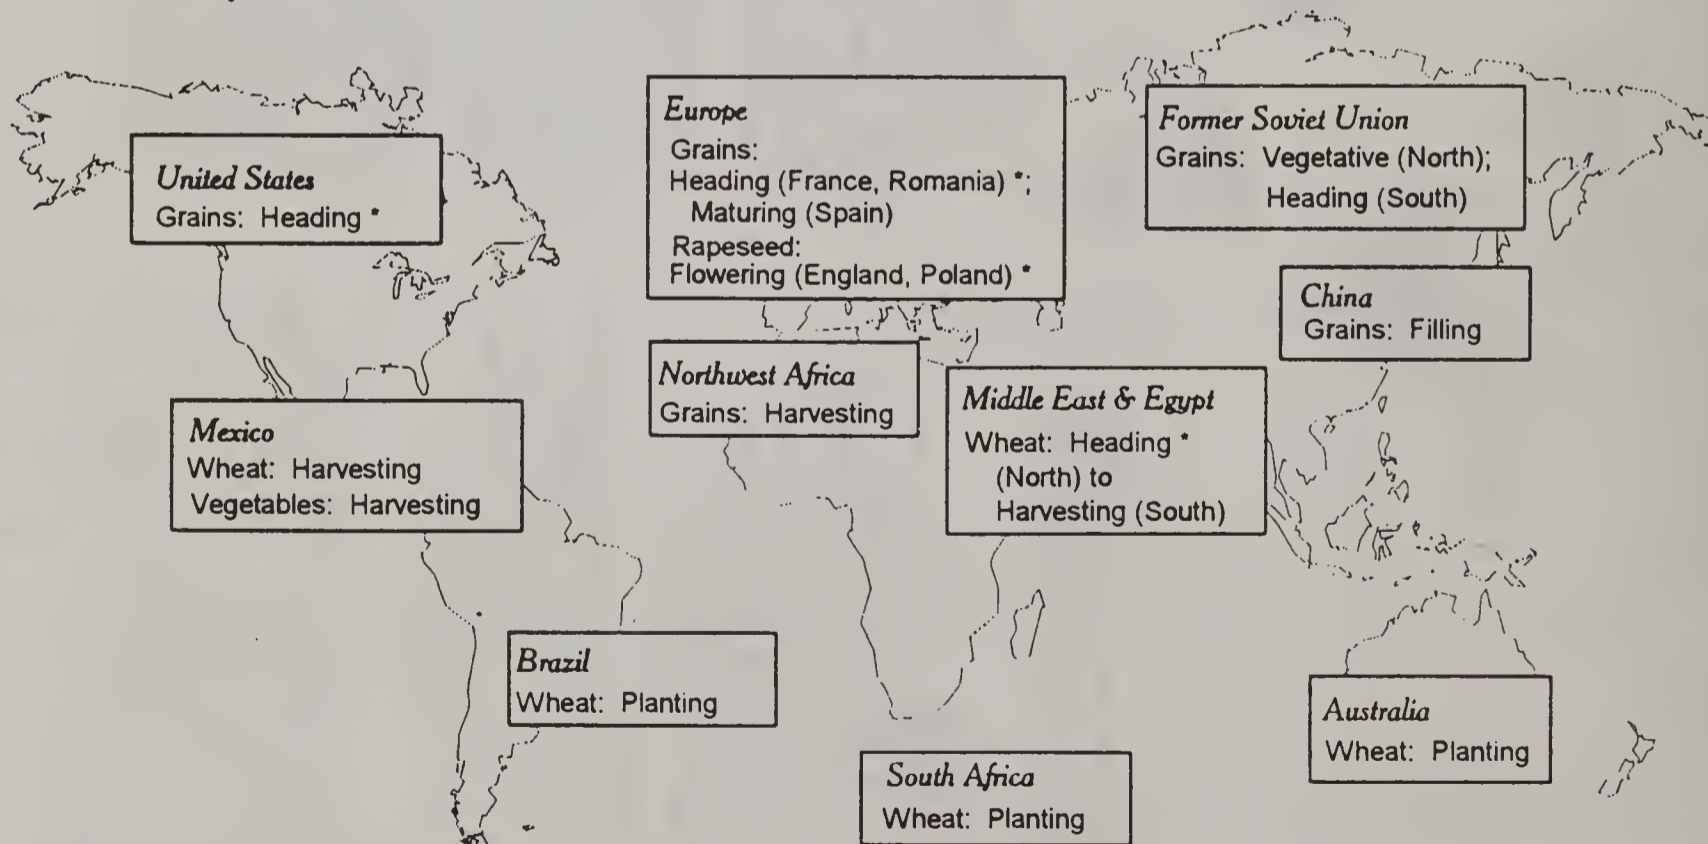 United States
Grains: Heading *
Europe
Grains:
Heading (France, Romania) *;
Maturing (Spain)
Rapeseed:
Flowering (England, Poland) *
Former Soviet Union
Grains: Vegetative (North);
Heading (South)
China
Grains: Filling
Northwest Africa
Grains: Harvesting
Middle East & Egypt
Wheat: Heading *
(North) to
Harvesting (South)
Mexico
Wheat: Harvesting
Vegetables: Harvesting
Brazil
Wheat: Planting
Australia
Wheat: Planting
South Africa
Wheat: Planting